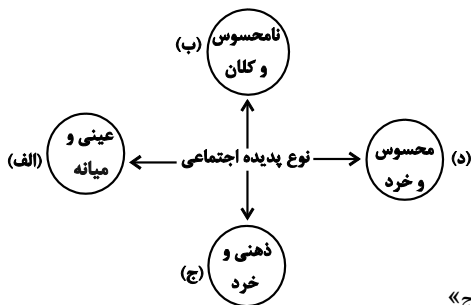 (ب)
نامحسوس
و کلان
(الف)
عینی و
میانه
نوع پدیده اجتماعی
محسوس
و خرد
(د)
ذهنی و
خرد
(ج)